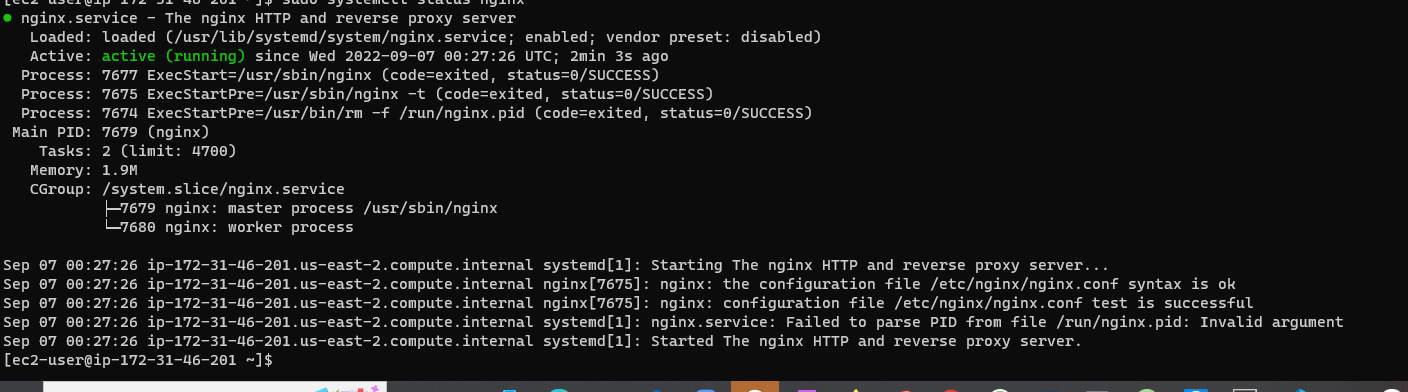 [ec2-user@ip-172-31-46-201 ~]$ sudo systemctl status nginx
● nginx.service - The nginx HTTP and reverse proxy server
   Loaded: loaded (/usr/lib/systemd/system/nginx.service; enabled; vendor preset: disabled)
   Active: active (running) since Wed 2022-09-07 00:27:26 UTC; 2min 3s ago
  Process: 7677 ExecStart=/usr/sbin/nginx (code=exited, status=0/SUCCESS)
  Process: 7675 ExecStartPre=/usr/sbin/nginx -t (code=exited, status=0/SUCCESS)
  Process: 7674 ExecStartPre=/usr/bin/rm -f /run/nginx.pid (code=exited, status=0/SUCCESS)
 Main PID: 7679 (nginx)
    Tasks: 2 (limit: 4700)
   Memory: 1.9M
   CGroup: /system.slice/nginx.service
           ├─7679 nginx: master process /usr/sbin/nginx
           └─7680 nginx: worker process
Sep 07 00:27:26 ip-172-31-46-201.us-east-2.compute.internal systemd[1]: Starting The nginx HTTP and reverse proxy server...
Sep 07 00:27:26 ip-172-31-46-201.us-east-2.compute.internal nginx[7675]: nginx: the configuration file /etc/nginx/nginx.conf syntax is ok
Sep 07 00:27:26 ip-172-31-46-201.us-east-2.compute.internal nginx[7675]: nginx: configuration file /etc/nginx/nginx.conf test is successful
Sep 07 00:27:26 ip-172-31-46-201.us-east-2.compute.internal systemd[1]: nginx.service: Failed to parse PID from file /run/nginx.pid: Invalid argument
Sep 07 00:27:26 ip-172-31-46-201.us-east-2.compute.internal systemd[1]: Started The nginx HTTP and reverse proxy server.
[ec2-user@ip-172-31-46-201 ~]$